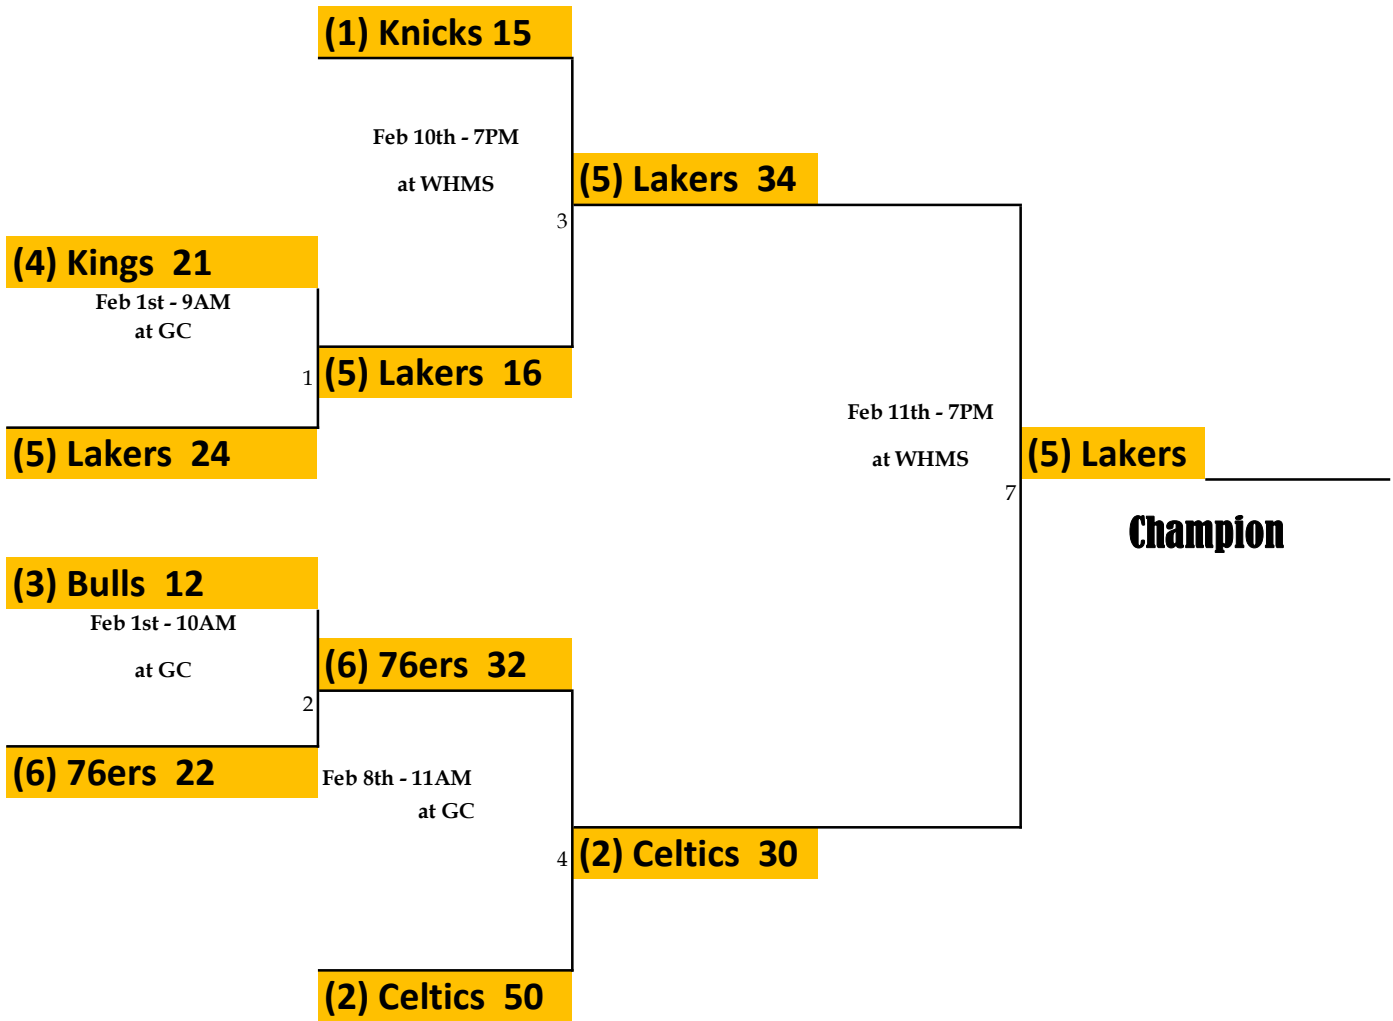 (1) Knicks 15
Feb 10th - 7PM
at WHMS
(5) Lakers 34
3
(4) Kings 21
Feb 1st - 9AM
at GC
1
(5) Lakers 16
(5) Lakers 24
Feb 11th - 7PM
at WHMS
(5) Lakers
7
Champion
(3) Bulls 12
Feb 1st - 10AM
at GC
(6) 76ers 32
2
(6) 76ers 22
Feb 8th - 11AM
at GC
4
(2) Celtics 30
(2) Celtics 50